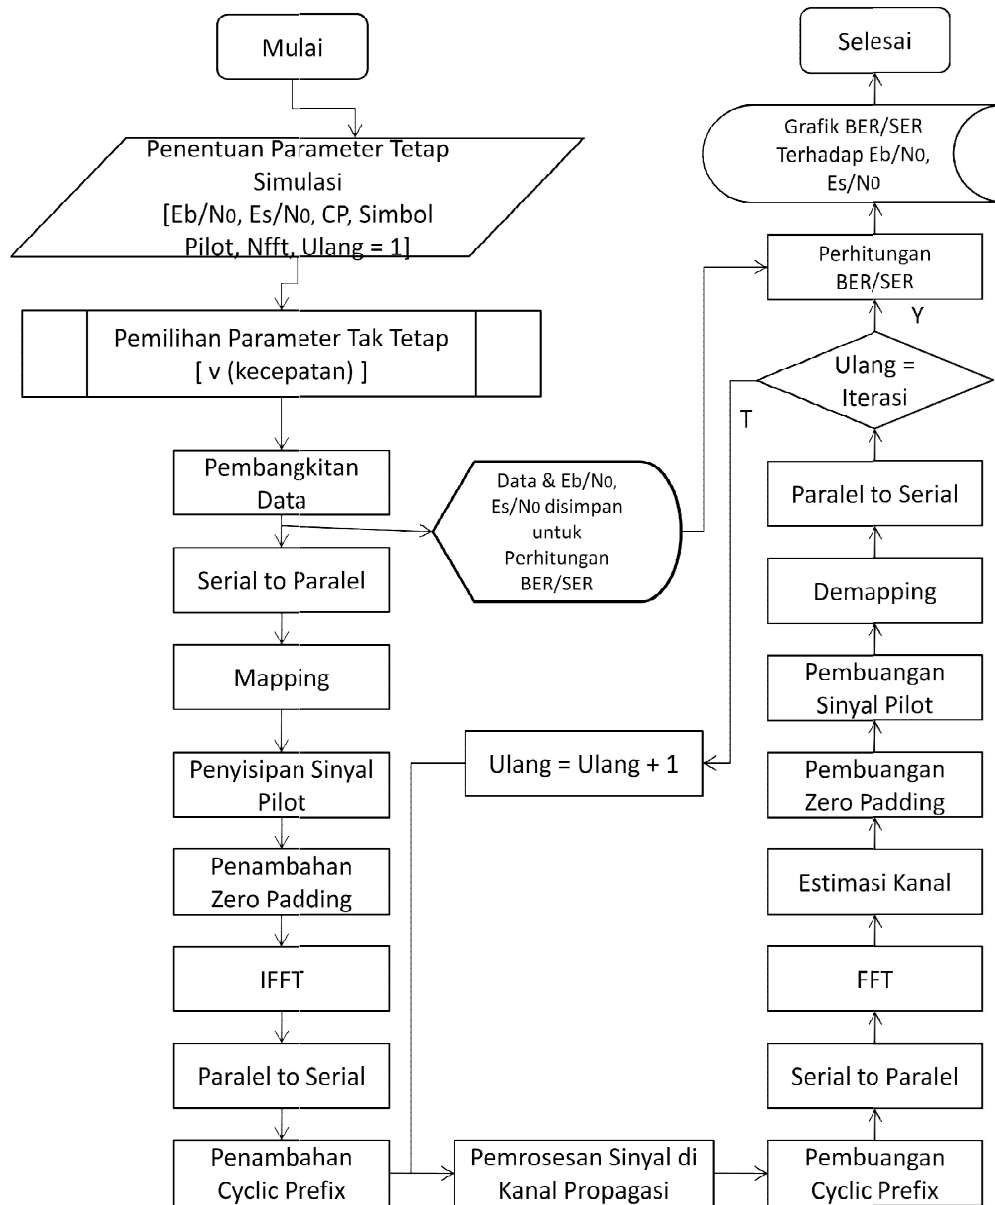 Mulai
Penentuan Parameter Tetap
Simulasi
[Eb/N0, Es/N0, CP, Simbol
Pilot, Nfft, Ulang = 1]
Pemilihan Parameter Tak Tetap
[ v (kecepatan) ]
Pembangkitan
Data
Data & Eb/N0,
Es/N0 disimpan
untuk
Perhitungan
BER/SER
Serial to Paralel
Mapping
Penyisipan Sinyal
Pilot
Penambahan
Zero Padding
IFFT
Paralel to Serial
Penambahan
Cyclic Prefix
Pemrosesan Sinyal di
Kanal Propagasi
Pembuangan
Cyclic Prefix
Serial to Paralel
FFT
Estimasi Kanal
Pembuangan
Zero Padding
Pembuangan
Sinyal Pilot
Demapping
Paralel to Serial
Ulang =
Iterasi
T
Ulang = Ulang + 1
Y
Perhitungan
BER/SER
Grafik BER/SER
Terhadap Eb/N0,
Es/N0
Selesai